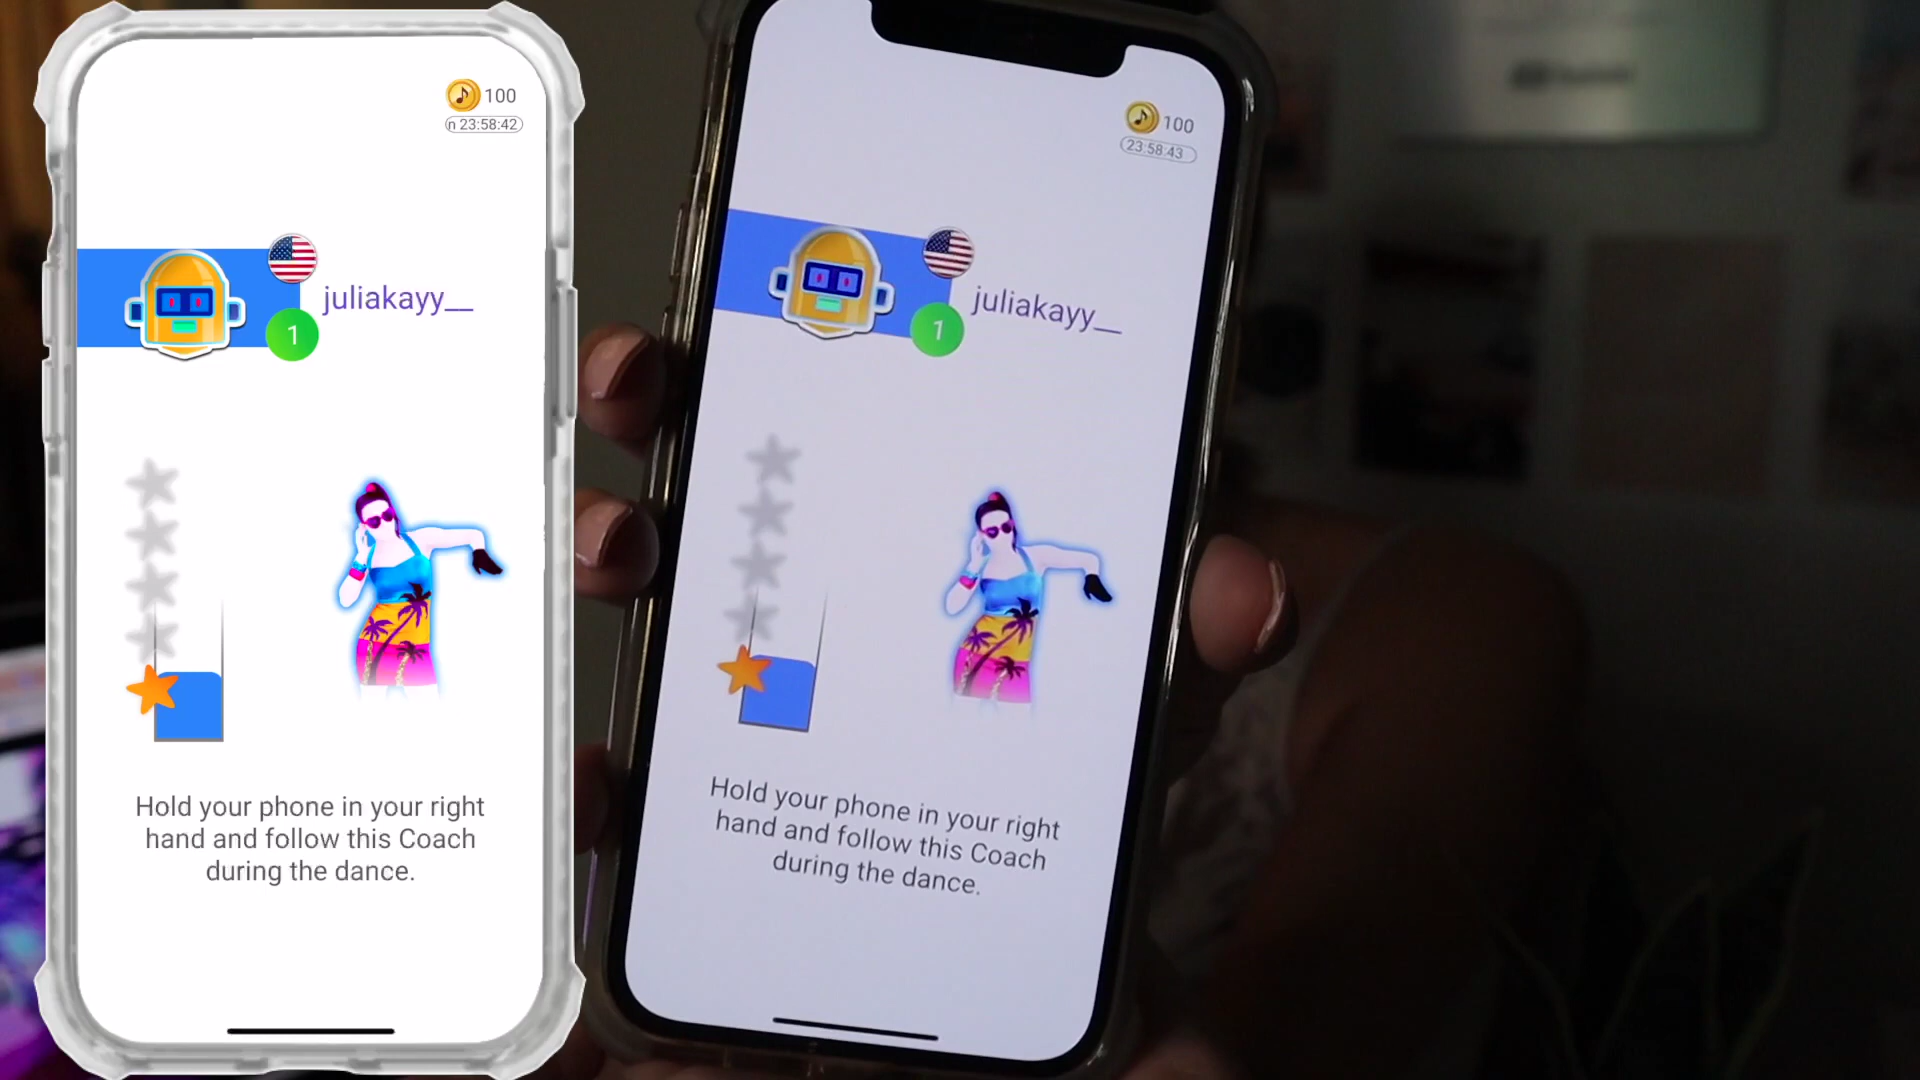 100
n 23:58:42
juliakayy__
1
Hold your phone in your right
hand and follow this Coach
during the dance.
100
23:58:43
juliakayy__
1
Hold your phone in your right
hand and follow this Coach
during the dance.